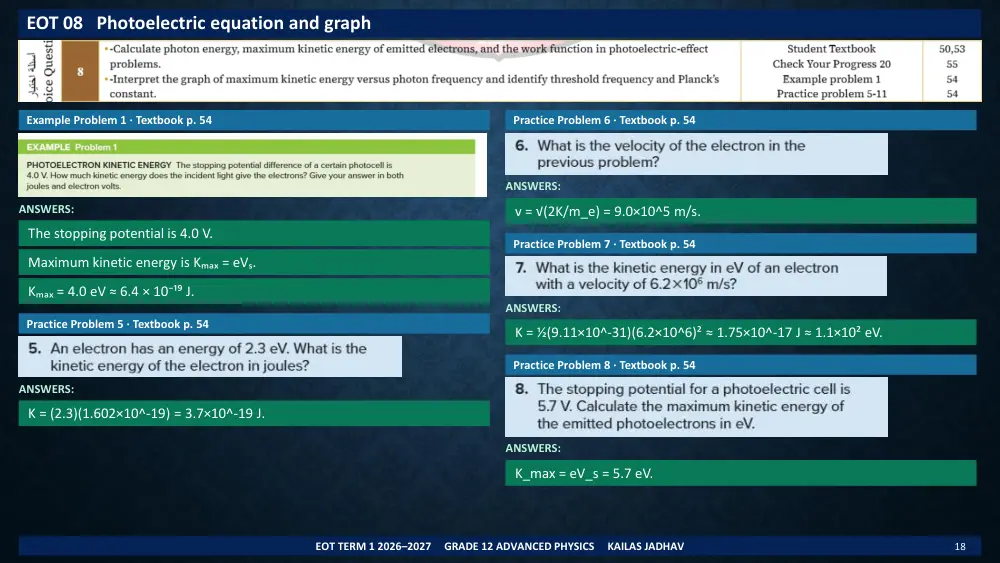 EOT 08 Photoelectric equation and graph
8
•-Calculate photon energy, maximum kinetic energy of emitted electrons, and the work function in photoelectric-effect
problems.
•-Interpret the graph of maximum kinetic energy versus photon frequency and identify threshold frequency and Planck's
constant.
Student Textbook 50,53
Check Your Progress 20 55
Example problem 1 54
Practice problem 5-11 54
Example Problem 1 · Textbook p. 54
EXAMPLE Problem 1
PHOTOELECTRON KINETIC ENERGY The stopping potential difference of a certain photocell is
4.0 V. How much kinetic energy does the incident light give the electrons? Give your answer in both
joules and electron volts.
ANSWERS:
The stopping potential is 4.0 V.
Maximum kinetic energy is Kₘₐₓ = eVₛ.
Kₘₐₓ = 4.0 eV ≈ 6.4 × 10⁻¹⁹ J.
Practice Problem 5 · Textbook p. 54
5. An electron has an energy of 2.3 eV. What is the
kinetic energy of the electron in joules?
ANSWERS:
K = (2.3)(1.602×10^-19) = 3.7×10^-19 J.
Practice Problem 6 · Textbook p. 54
6. What is the velocity of the electron in the
previous problem?
ANSWERS:
v = √(2K/m_e) = 9.0×10^5 m/s.
Practice Problem 7 · Textbook p. 54
7. What is the kinetic energy in eV of an electron
with a velocity of 6.2×10⁶ m/s?
ANSWERS:
K = ½(9.11×10^-31)(6.2×10^6)² ≈ 1.75×10^-17 J ≈ 1.1×10² eV.
Practice Problem 8 · Textbook p. 54
8. The stopping potential for a photoelectric cell is
5.7 V. Calculate the maximum kinetic energy of
the emitted photoelectrons in eV.
ANSWERS:
K_max = eV_s = 5.7 eV.
EOT TERM 1 2026–2027 GRADE 12 ADVANCED PHYSICS KAILAS JADHAV
18